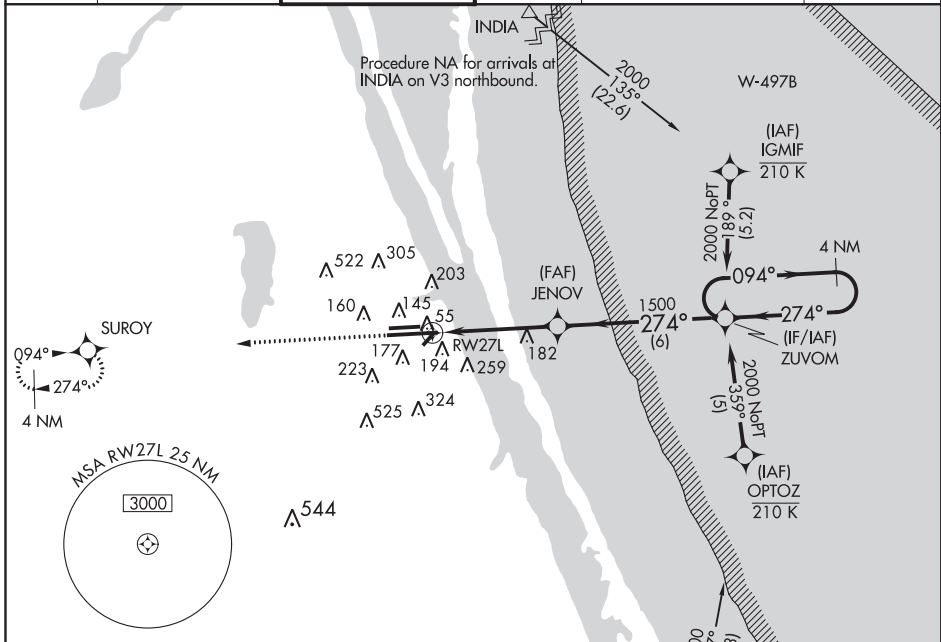 INDIA
Procedure NA for arrivals at
INDIA on V3 northbound.
2000
135°
(22.6)
W-497B
(IAF)
IGMIF
210 K
2000 NoPT
189°
(5.2)
4 NM
094°
274°
(IF/IAF)
ZUVOM
1500
274°
(6)
(FAF)
JENOV
182
522
305
203
160
145
55
RW27L
177
194
259
223
525
324
544
SUROY
094°
274°
4 NM
2000 NoPT
359°
(5)
(IAF)
OPTOZ
210 K
MSA RW27L 25 NM
3000